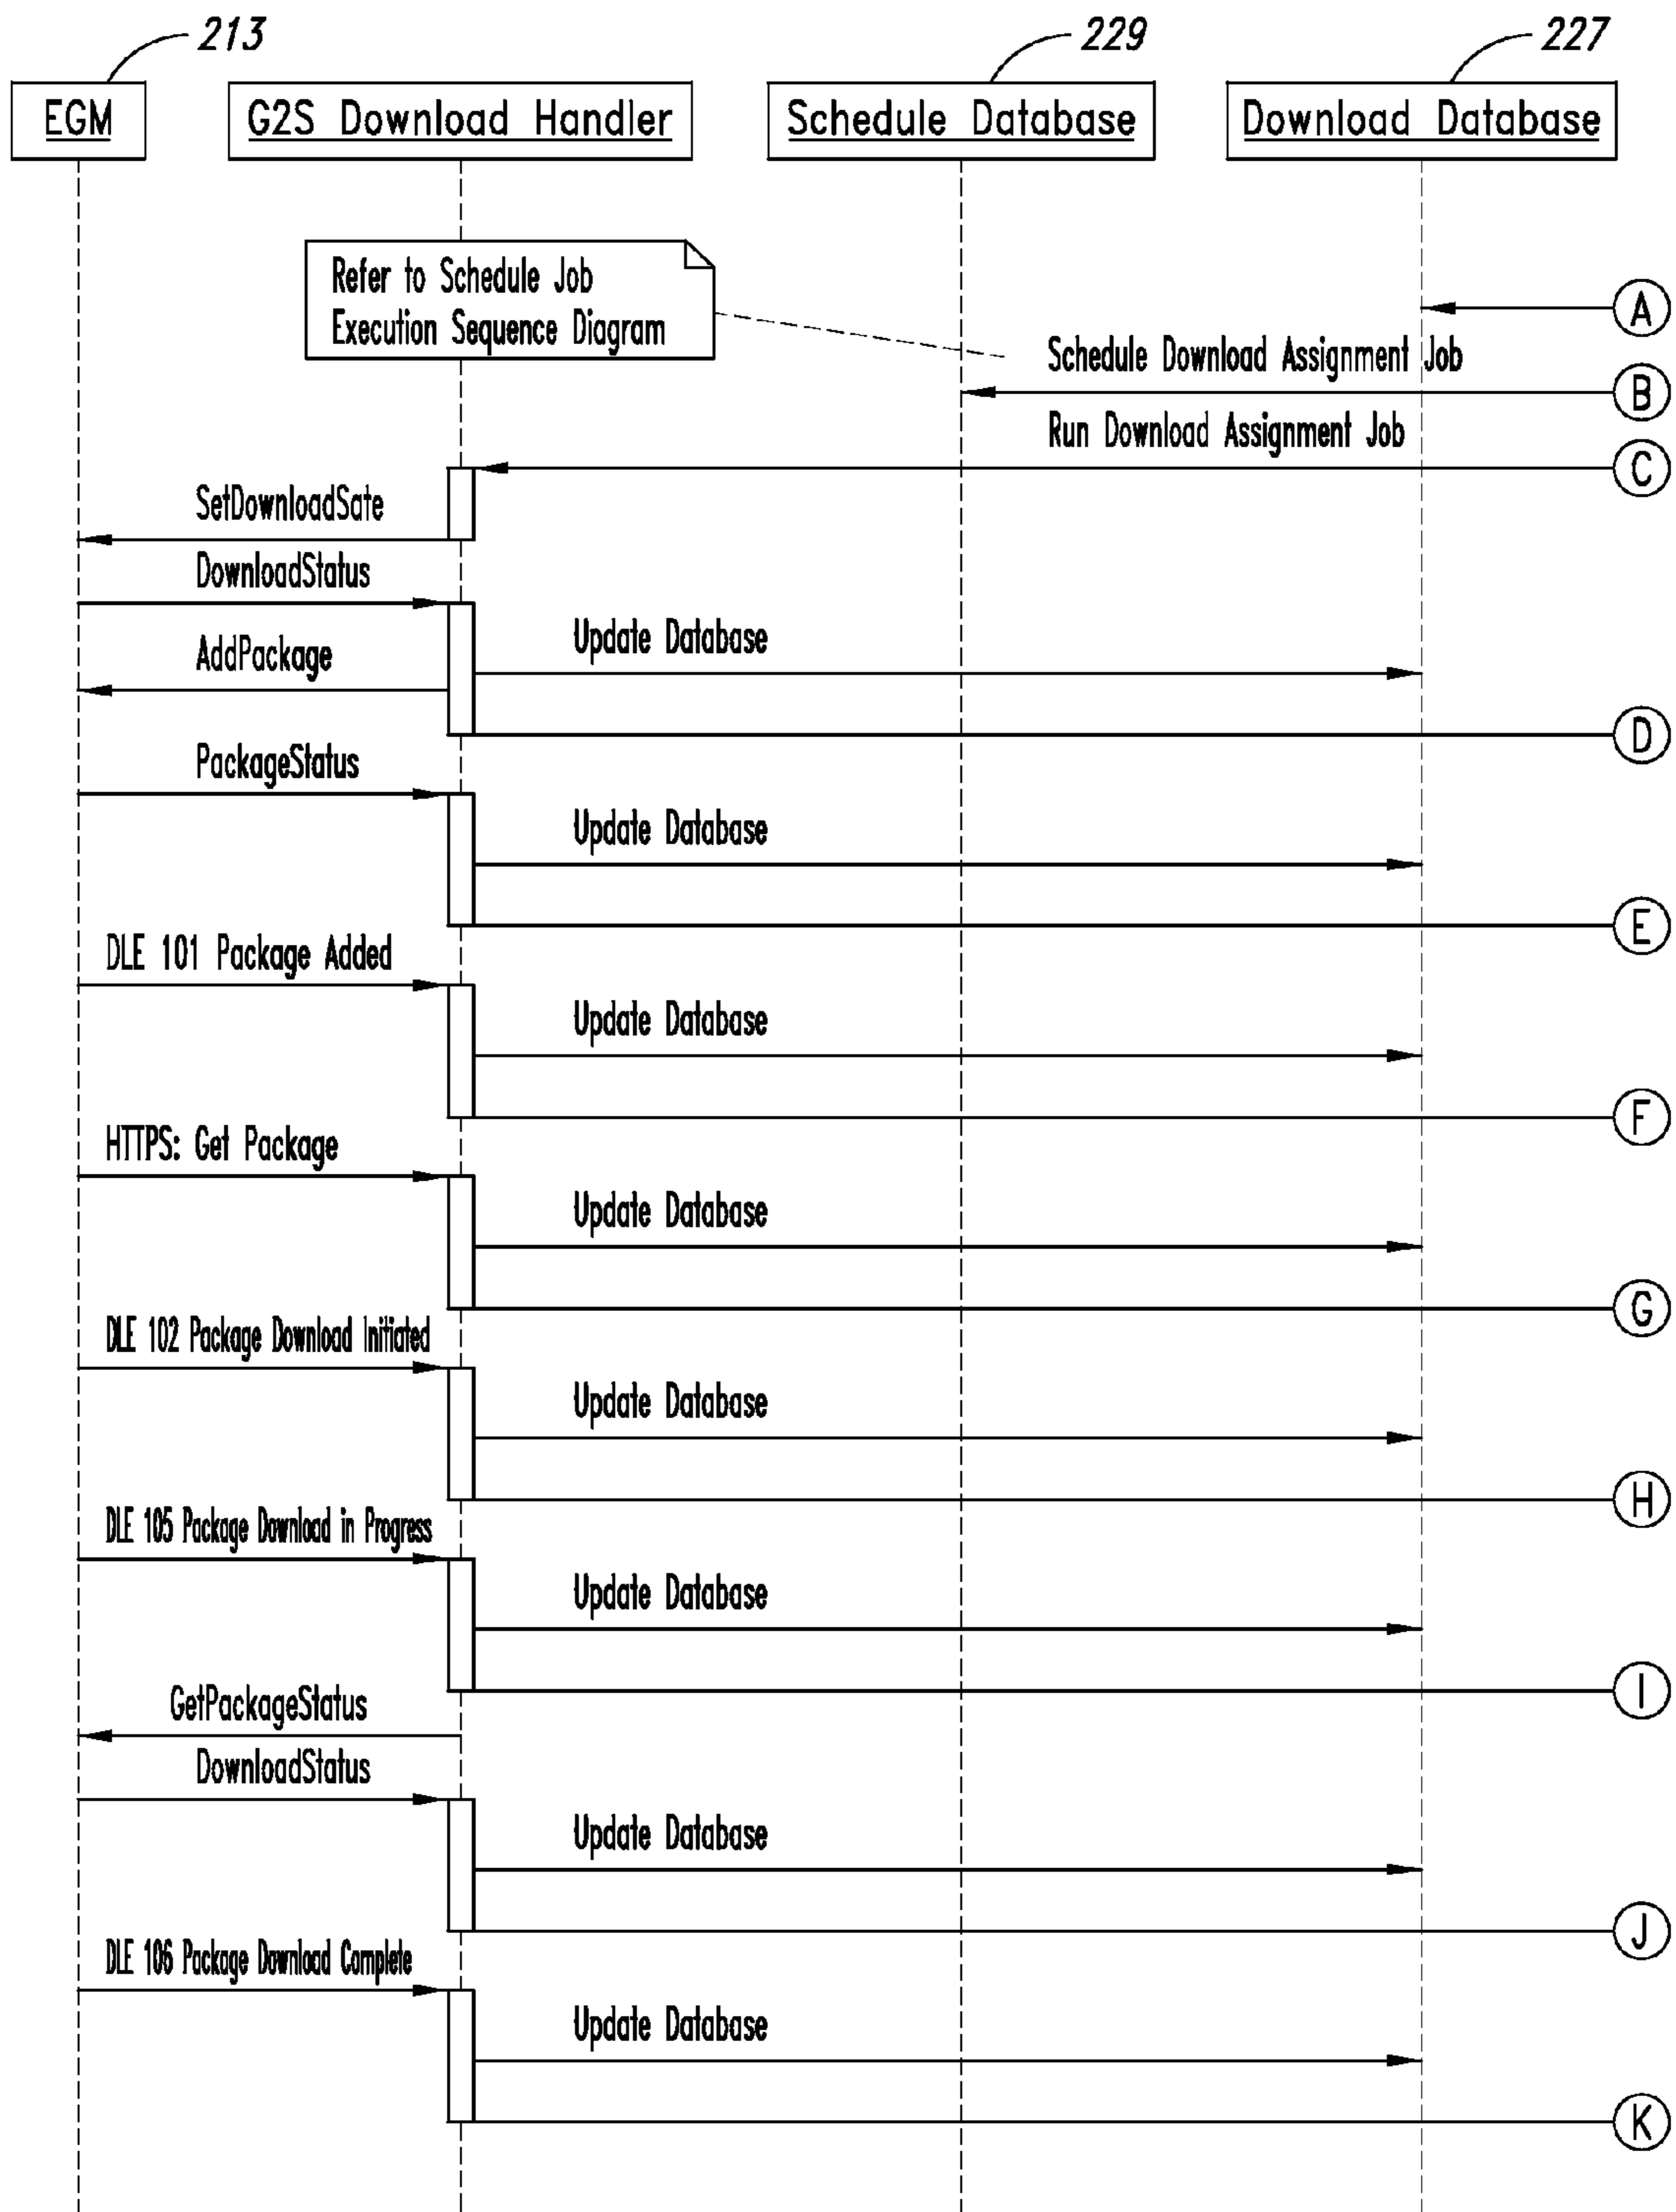 213
229
227
EGM
G2S Download Handler
Schedule Database
Download Database
Refer to Schedule Job
Execution Sequence Diagram
A
Schedule Download Assignment Job
B
Run Download Assignment Job
C
SetDownloadSate
DownloadStatus
Update Database
AddPackage
D
PackageStatus
Update Database
E
DLE 101 Package Added
Update Database
F
HTTPS: Get Package
Update Database
G
DLE 102 Package Download Initiated
Update Database
H
DLE 105 Package Download in Progress
Update Database
I
GetPackageStatus
DownloadStatus
Update Database
J
DLE 106 Package Download Complete
Update Database
K